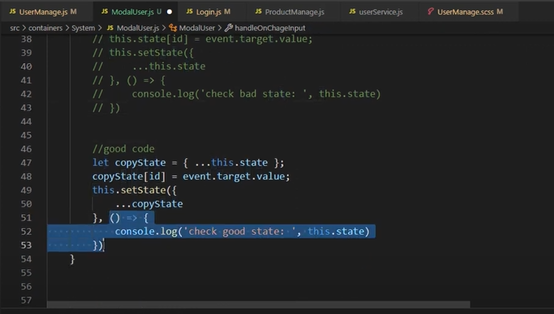 JS UserManage.js JS ModalUser.js ● JS Login.js JS ProductManage.js JS userService.js UserManage.scss
src > containers > System > JS ModalUser.js > ModalUser > handleOnChageInput
38 // this.state[id] = event.target.value;
39 // this.setState({
40 // ...this.state
41 // }, () => {
42 // console.log('check bad state: ', this.state)
43 // })
44
45
46 //good code
47 let copyState = { ...this.state };
48 copyState[id] = event.target.value;
49 this.setState({
50 ...copyState
51 }, () => {
52 console.log('check good state: ', this.state)
53 })
54 }
55
56
57